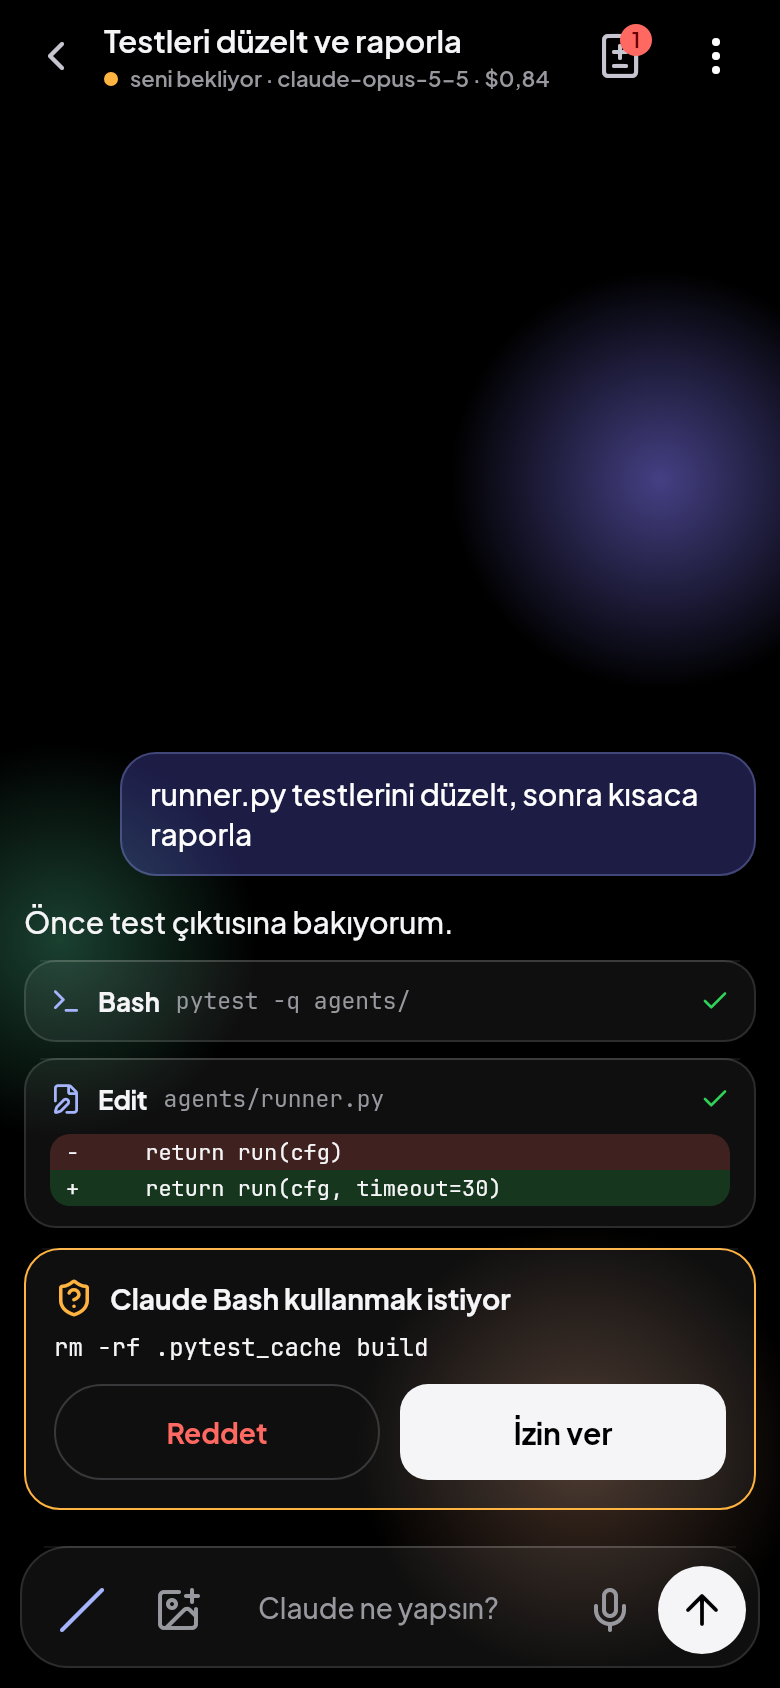 Testleri düzelt ve raporla
1
seni bekliyor · claude-opus-5-5 · $0,84
runner.py testlerini düzelt, sonra kısaca
raporla
Önce test çıktısına bakıyorum.
Bash pytest -q agents/
Edit agents/runner.py
- return run(cfg)
+ return run(cfg, timeout=30)
Claude Bash kullanmak istiyor
rm -rf .pytest_cache build
Reddet
İzin ver
Claude ne yapsın?